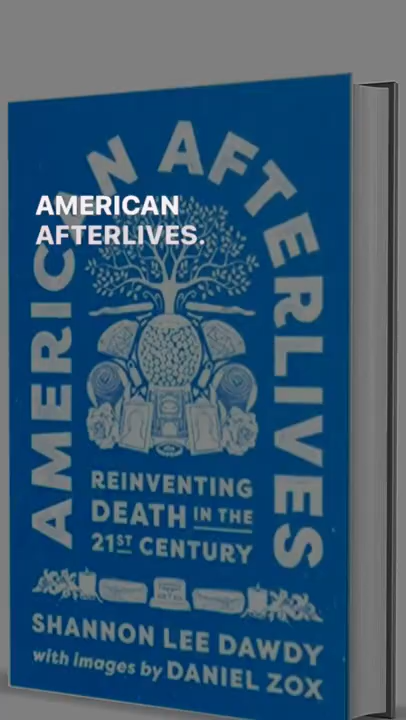 AMERICAN
AFTERLIVES.
AMERICAN AFTERLIVES
REINVENTING
DEATH IN THE
21ST CENTURY
SHANNON LEE DAWDY
with images by DANIEL ZOX